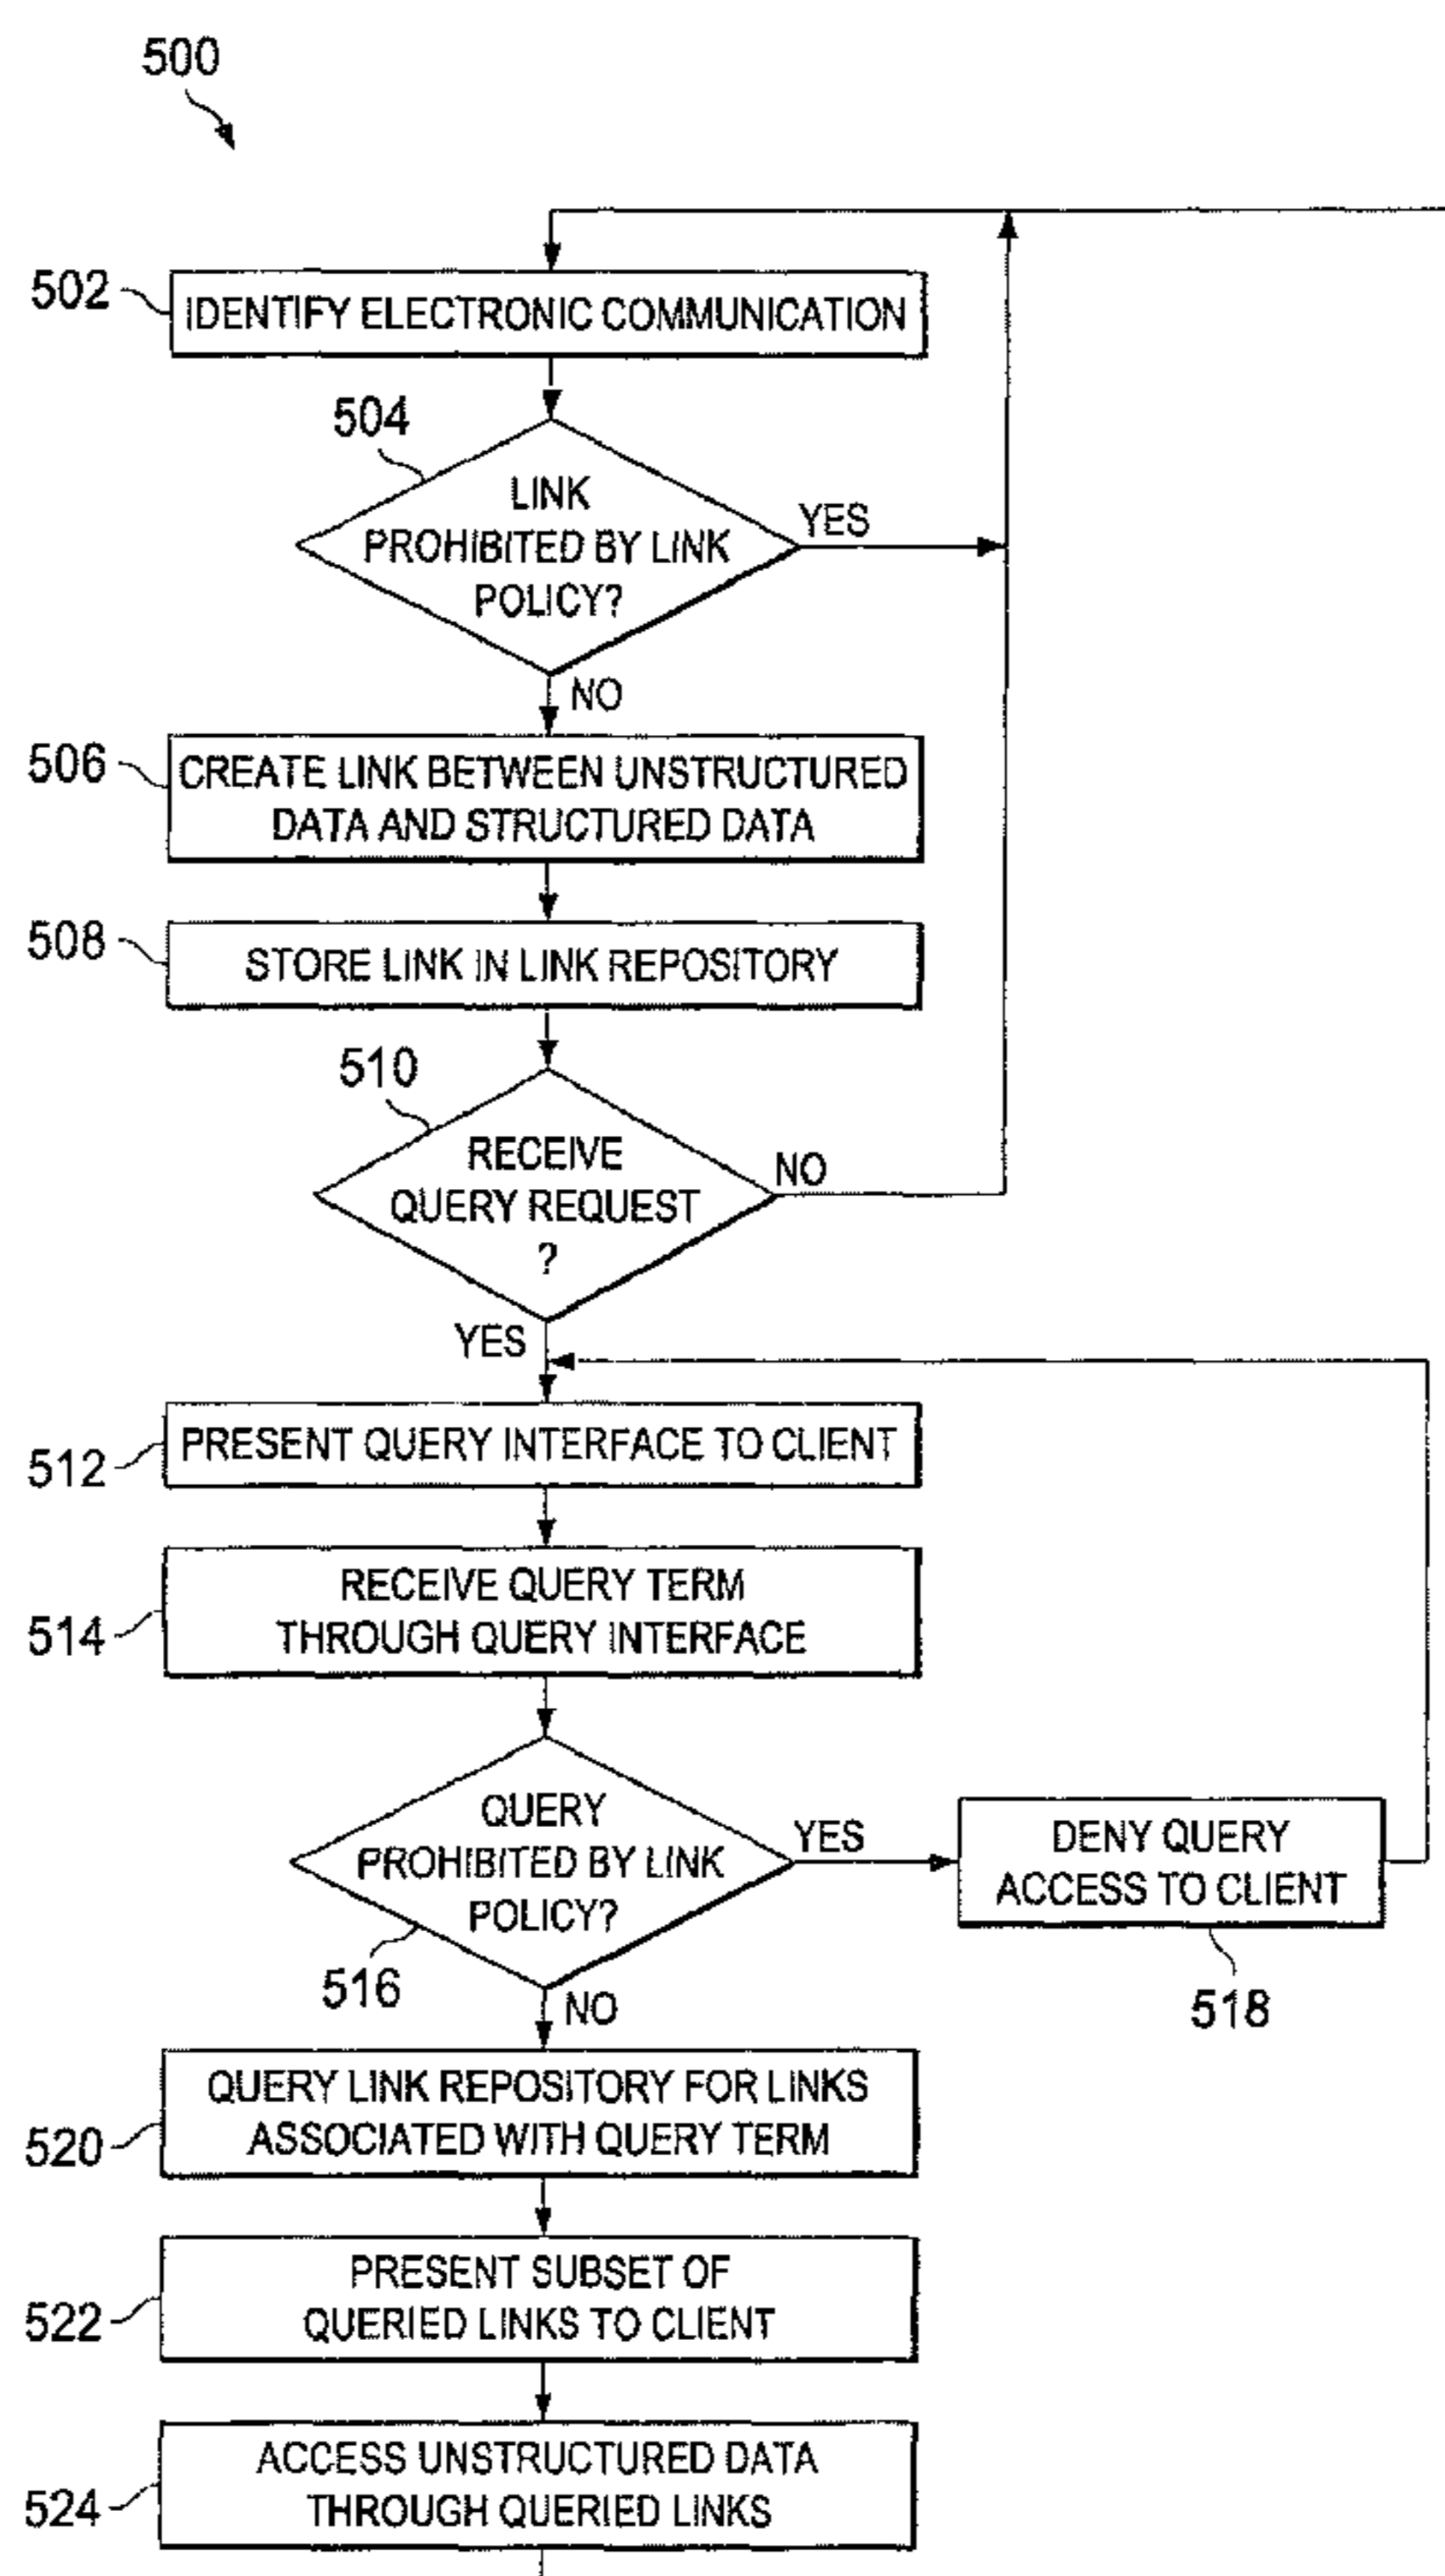 500
502
IDENTIFY ELECTRONIC COMMUNICATION
504
LINK
PROHIBITED BY LINK
POLICY?
YES
NO
506
CREATE LINK BETWEEN UNSTRUCTURED
DATA AND STRUCTURED DATA
508
STORE LINK IN LINK REPOSITORY
510
RECEIVE
QUERY REQUEST
?
NO
YES
512
PRESENT QUERY INTERFACE TO CLIENT
514
RECEIVE QUERY TERM
THROUGH QUERY INTERFACE
QUERY
PROHIBITED BY LINK
POLICY?
516
YES
DENY QUERY
ACCESS TO CLIENT
518
NO
520
QUERY LINK REPOSITORY FOR LINKS
ASSOCIATED WITH QUERY TERM
522
PRESENT SUBSET OF
QUERIED LINKS TO CLIENT
524
ACCESS UNSTRUCTURED DATA
THROUGH QUERIED LINKS